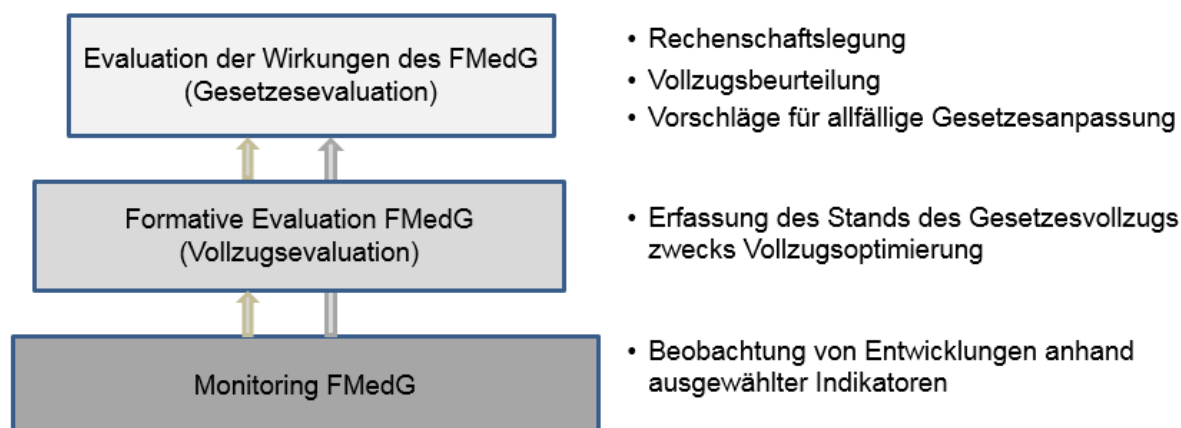 Evaluation der Wirkungen des FMedG
(Gesetzesevaluation)
• Rechenschaftslegung
• Vollzugsbeurteilung
• Vorschläge für allfällige Gesetzesanpassung
Formative Evaluation FMedG
(Vollzugsevaluation)
• Erfassung des Stands des Gesetzesvollzugs
zwecks Vollzugsoptimierung
Monitoring FMedG
• Beobachtung von Entwicklungen anhand
ausgewählter Indikatoren